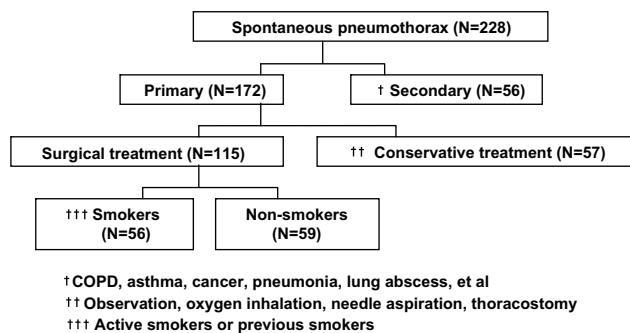 Spontaneous pneumothorax (N=228)
Primary (N=172)
† Secondary (N=56)
Surgical treatment (N=115)
†† Conservative treatment (N=57)
††† Smokers
(N=56)
Non-smokers
(N=59)
†COPD, asthma, cancer, pneumonia, lung abscess, et al
†† Observation, oxygen inhalation, needle aspiration, thoracostomy
††† Active smokers or previous smokers